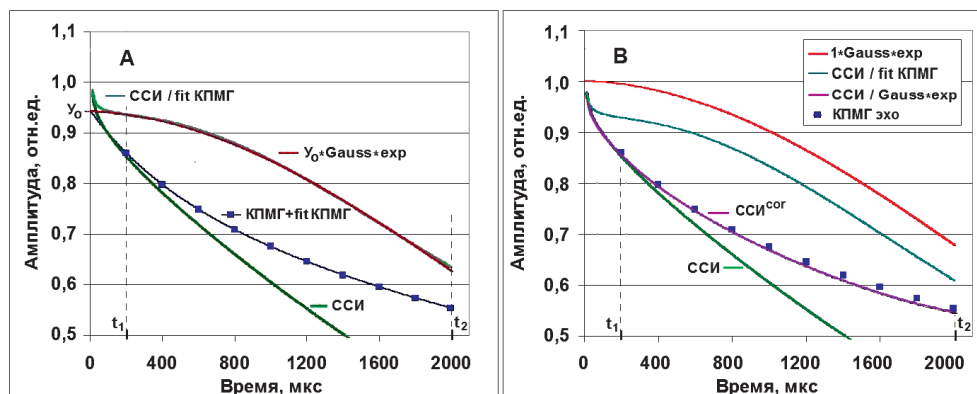 A
Амплитуда, отн.ед.
1,1
1,0
0,9
0,8
0,7
0,6
0,5
Уо
ССИ / fit КПМГ
Уо*Gauss*exp
КПМГ+fit КПМГ
ССИ
t1
t2
0 400 800 1200 1600 2000
Время, мкс
B
Амплитуда, отн.ед.
1,1
1,0
0,9
0,8
0,7
0,6
0,5
1*Gauss*exp
ССИ / fit КПМГ
ССИ / Gauss*exp
КПМГ эхо
ССИcor
ССИ
t1
t2
0 400 800 1200 1600 2000
Время, мкс